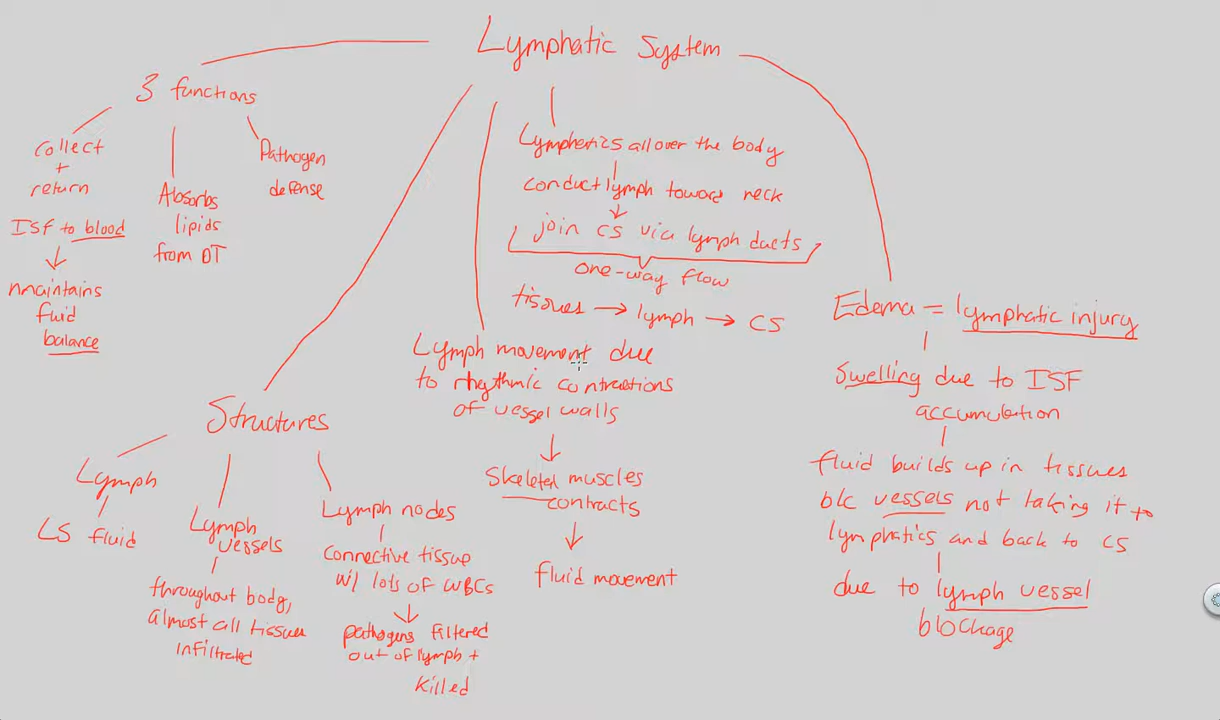 Lymphatic System
3 functions
collect
+
return
ISF to blood
↓
maintains
fluid
balance
Absorbs
lipids
from DT
Pathogen
defense
Structures
Lymph
LS fluid
Lymph
vessels
throughout body,
almost all tissue
infiltrated
Lymph nodes
connective tissue
w/ lots of WBCs
↓
pathogens filtered
out of lymph +
killed
Lymph movement due
to rhythmic contractions
of vessel walls
↓
Skeletal muscles
contracts
↓
fluid movement
Lymphatics all over the body
conduct lymph toward neck
↓
join CS via lymph ducts
one-way flow
tissues → lymph → CS
Edema = lymphatic injury
Swelling due to ISF
accumulation
fluid builds up in tissues
b/c vessels not taking it to
lymphatics and back to CS
due to lymph vessel
blockage